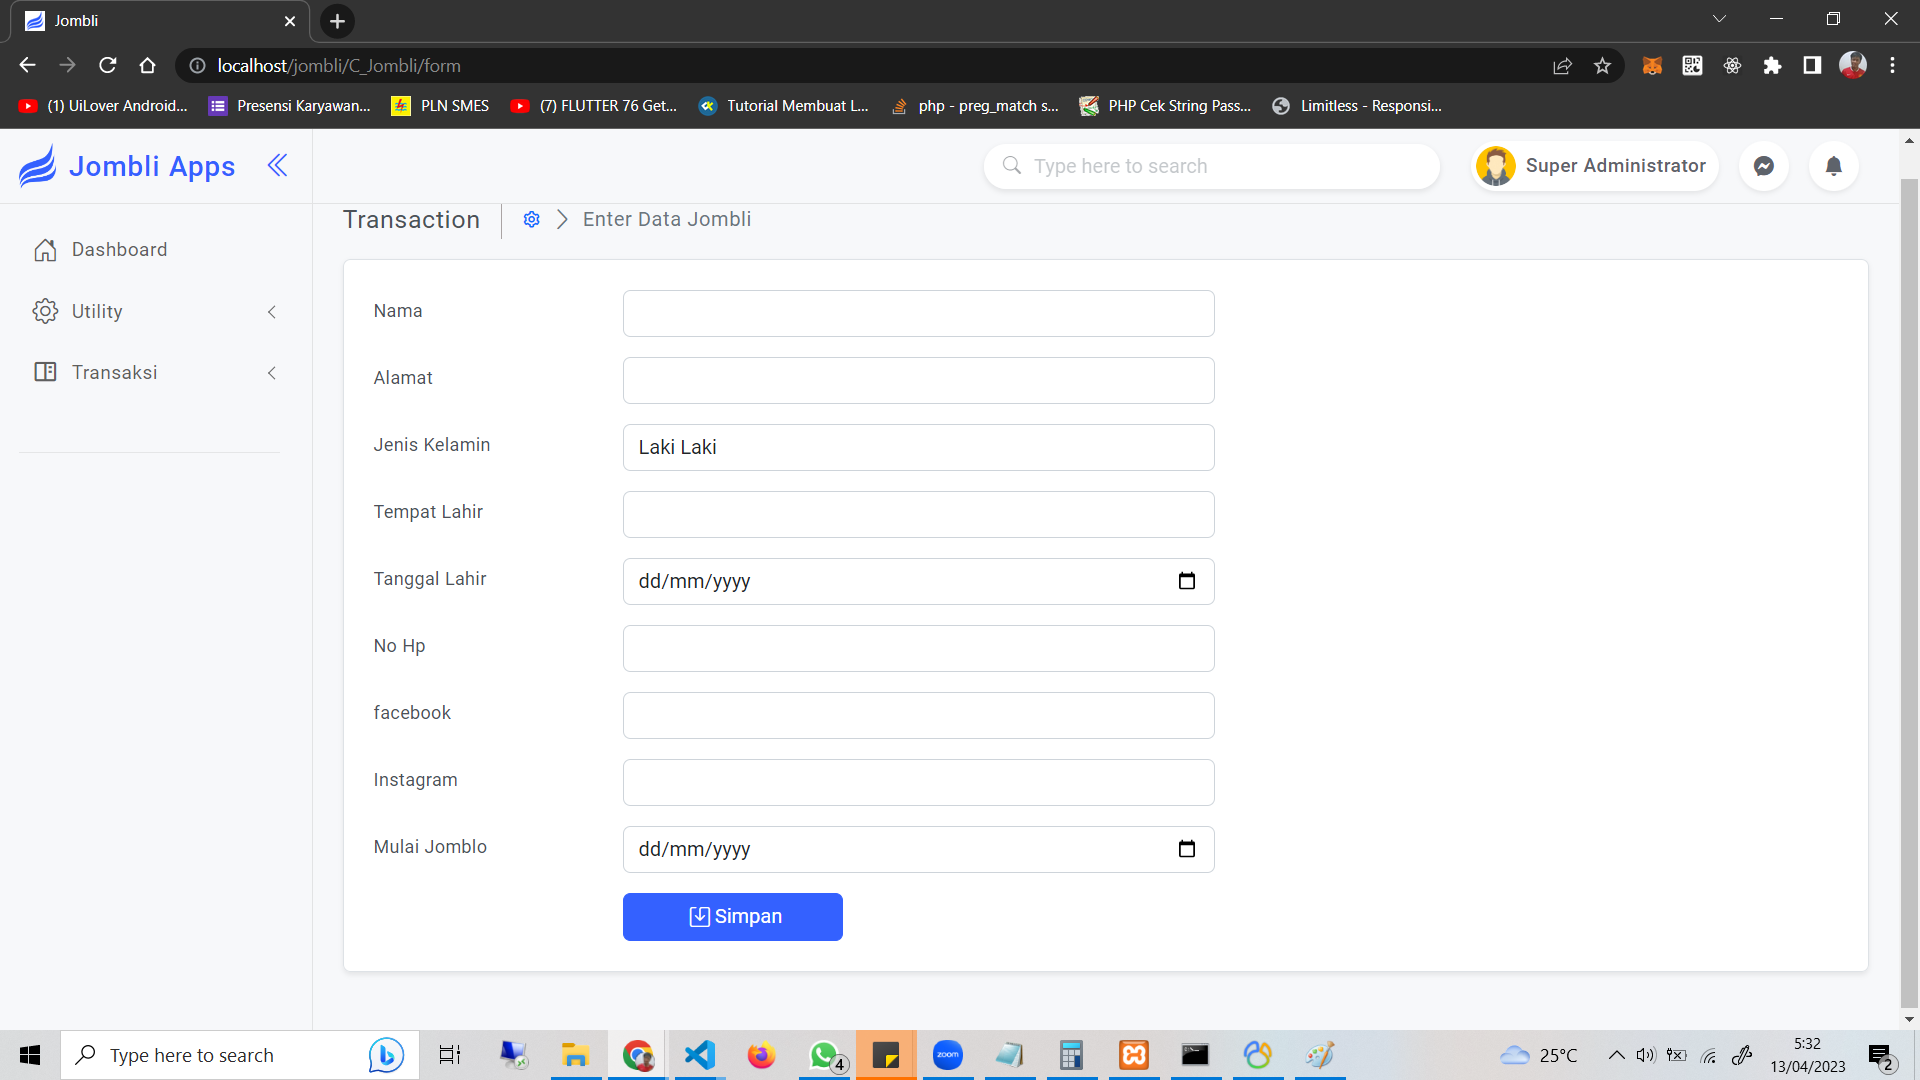 Jombli
localhost/jombli/C_Jombli/form
(1) UiLover Android...
Presensi Karyawan...
PLN SMES
(7) FLUTTER 76 Get...
Tutorial Membuat L...
php - preg_match s...
PHP Cek String Pass...
Limitless - Responsi...
Jombli Apps
Type here to search
Super Administrator
Transaction
Enter Data Jombli
Dashboard
Utility
Transaksi
Nama
Alamat
Jenis Kelamin
Laki Laki
Tempat Lahir
Tanggal Lahir
dd/mm/yyyy
No Hp
facebook
Instagram
Mulai Jomblo
dd/mm/yyyy
Simpan
Type here to search
4
zoom
25°C
5:32
13/04/2023
2